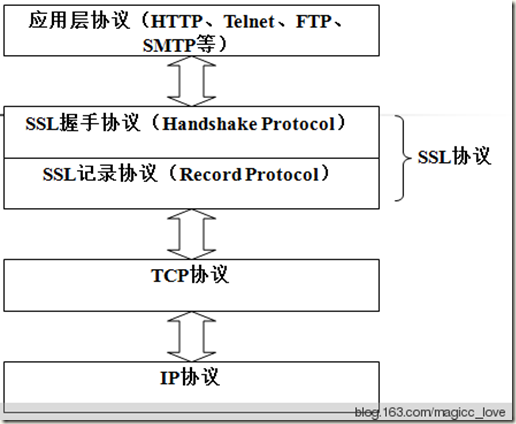 应用层协议（HTTP、Telnet、FTP、
SMTP等）
SSL握手协议（Handshake Protocol）
SSL记录协议（Record Protocol）
SSL协议
TCP协议
IP协议
blog.163.com/magicc_love